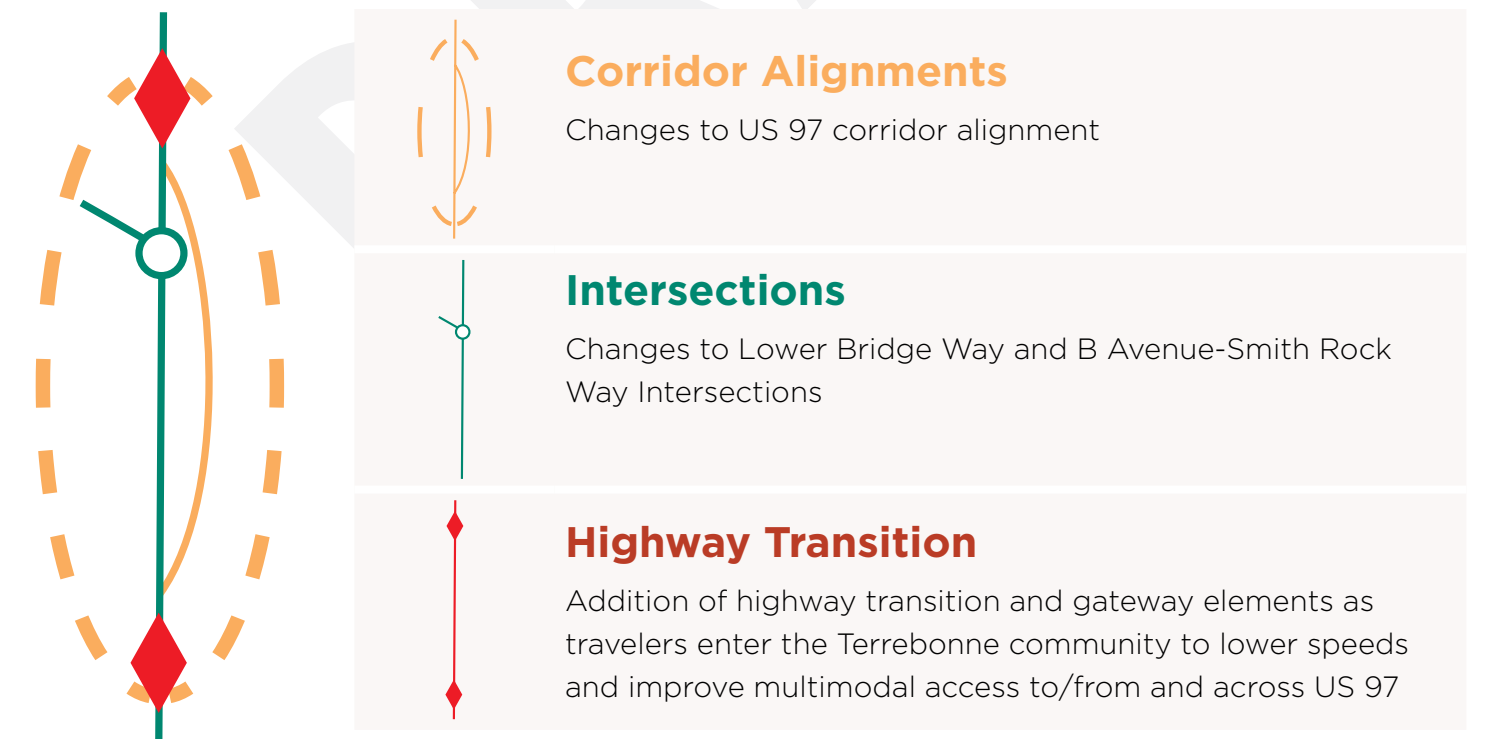 Corridor Alignments
Changes to US 97 corridor alignment
Intersections
Changes to Lower Bridge Way and B Avenue-Smith Rock
Way Intersections
Highway Transition
Addition of highway transition and gateway elements as
travelers enter the Terrebonne community to lower speeds
and improve multimodal access to/from and across US 97